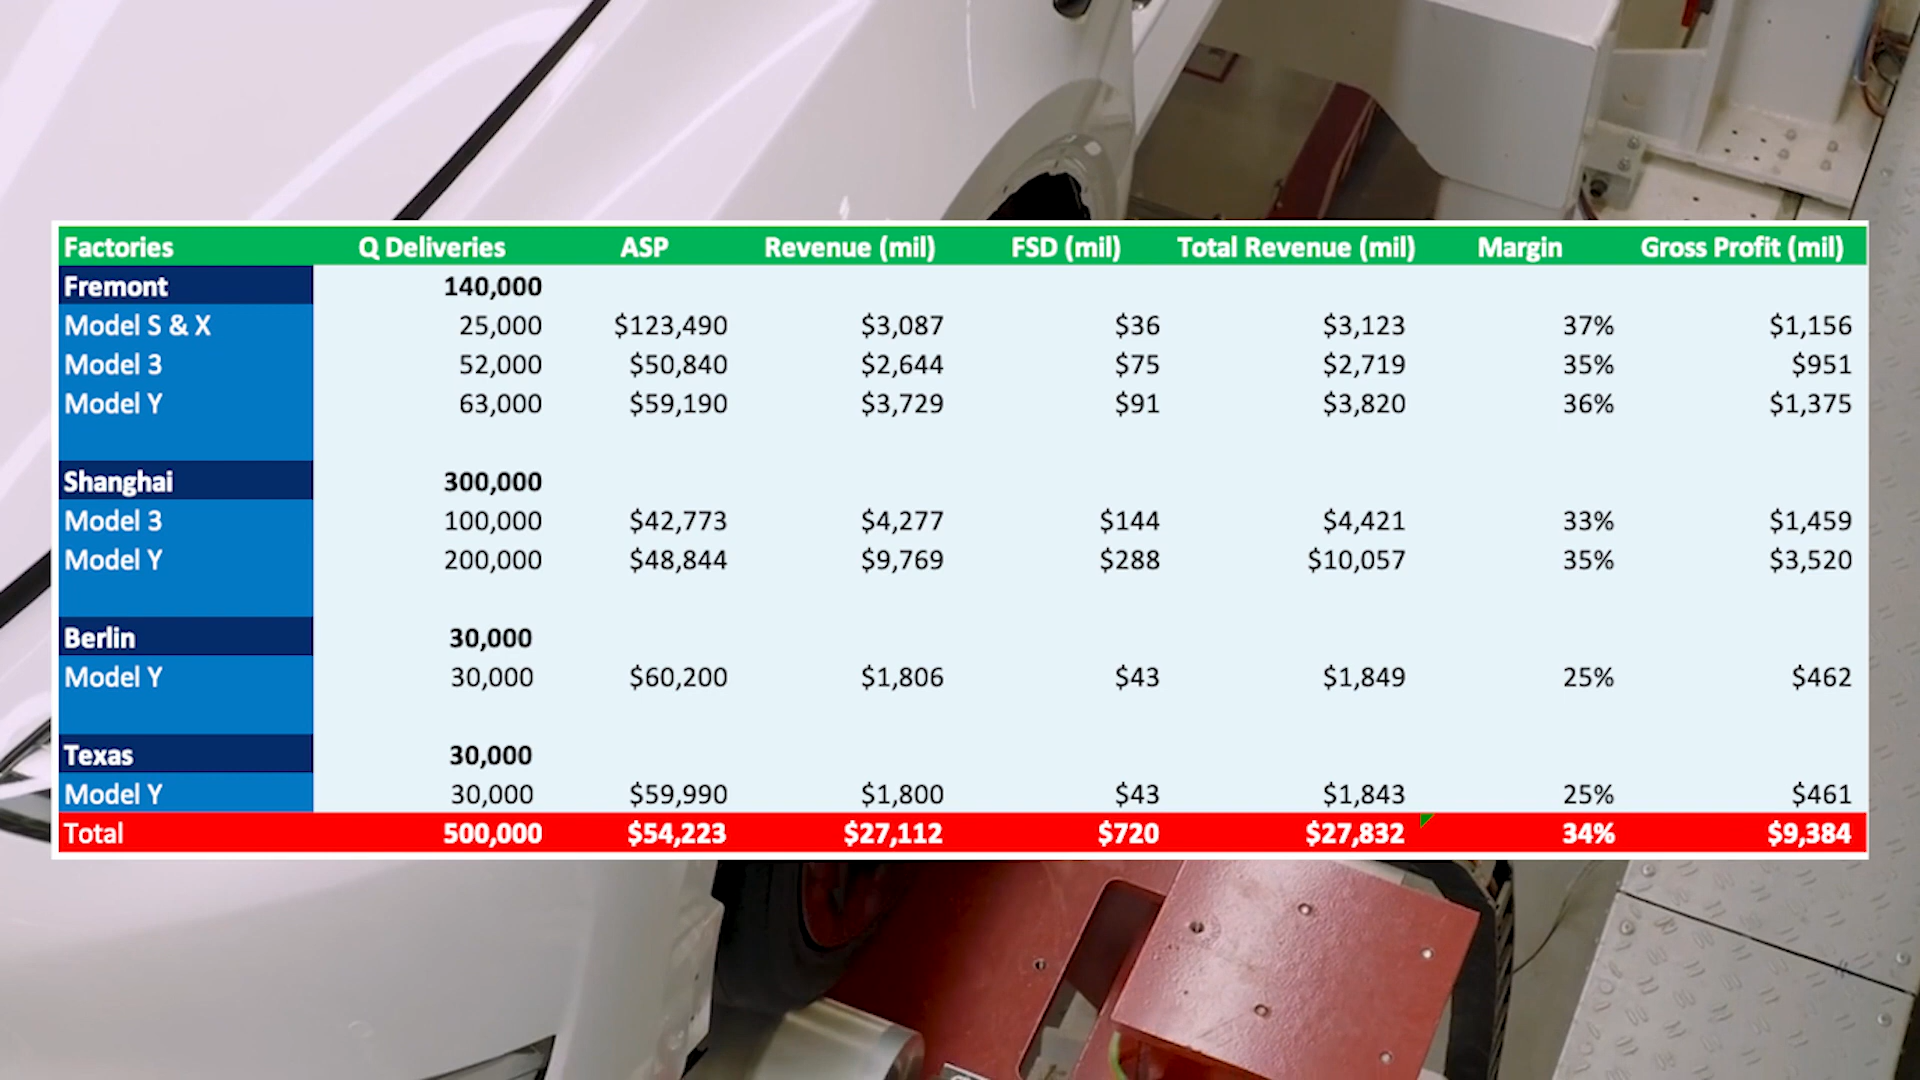 Factories Q Deliveries ASP Revenue (mil) FSD (mil) Total Revenue (mil) Margin Gross Profit (mil)
Fremont 140,000
Model S & X 25,000 $123,490 $3,087 $36 $3,123 37% $1,156
Model 3 52,000 $50,840 $2,644 $75 $2,719 35% $951
Model Y 63,000 $59,190 $3,729 $91 $3,820 36% $1,375
Shanghai 300,000
Model 3 100,000 $42,773 $4,277 $144 $4,421 33% $1,459
Model Y 200,000 $48,844 $9,769 $288 $10,057 35% $3,520
Berlin 30,000
Model Y 30,000 $60,200 $1,806 $43 $1,849 25% $462
Texas 30,000
Model Y 30,000 $59,990 $1,800 $43 $1,843 25% $461
Total 500,000 $54,223 $27,112 $720 $27,832 34% $9,384